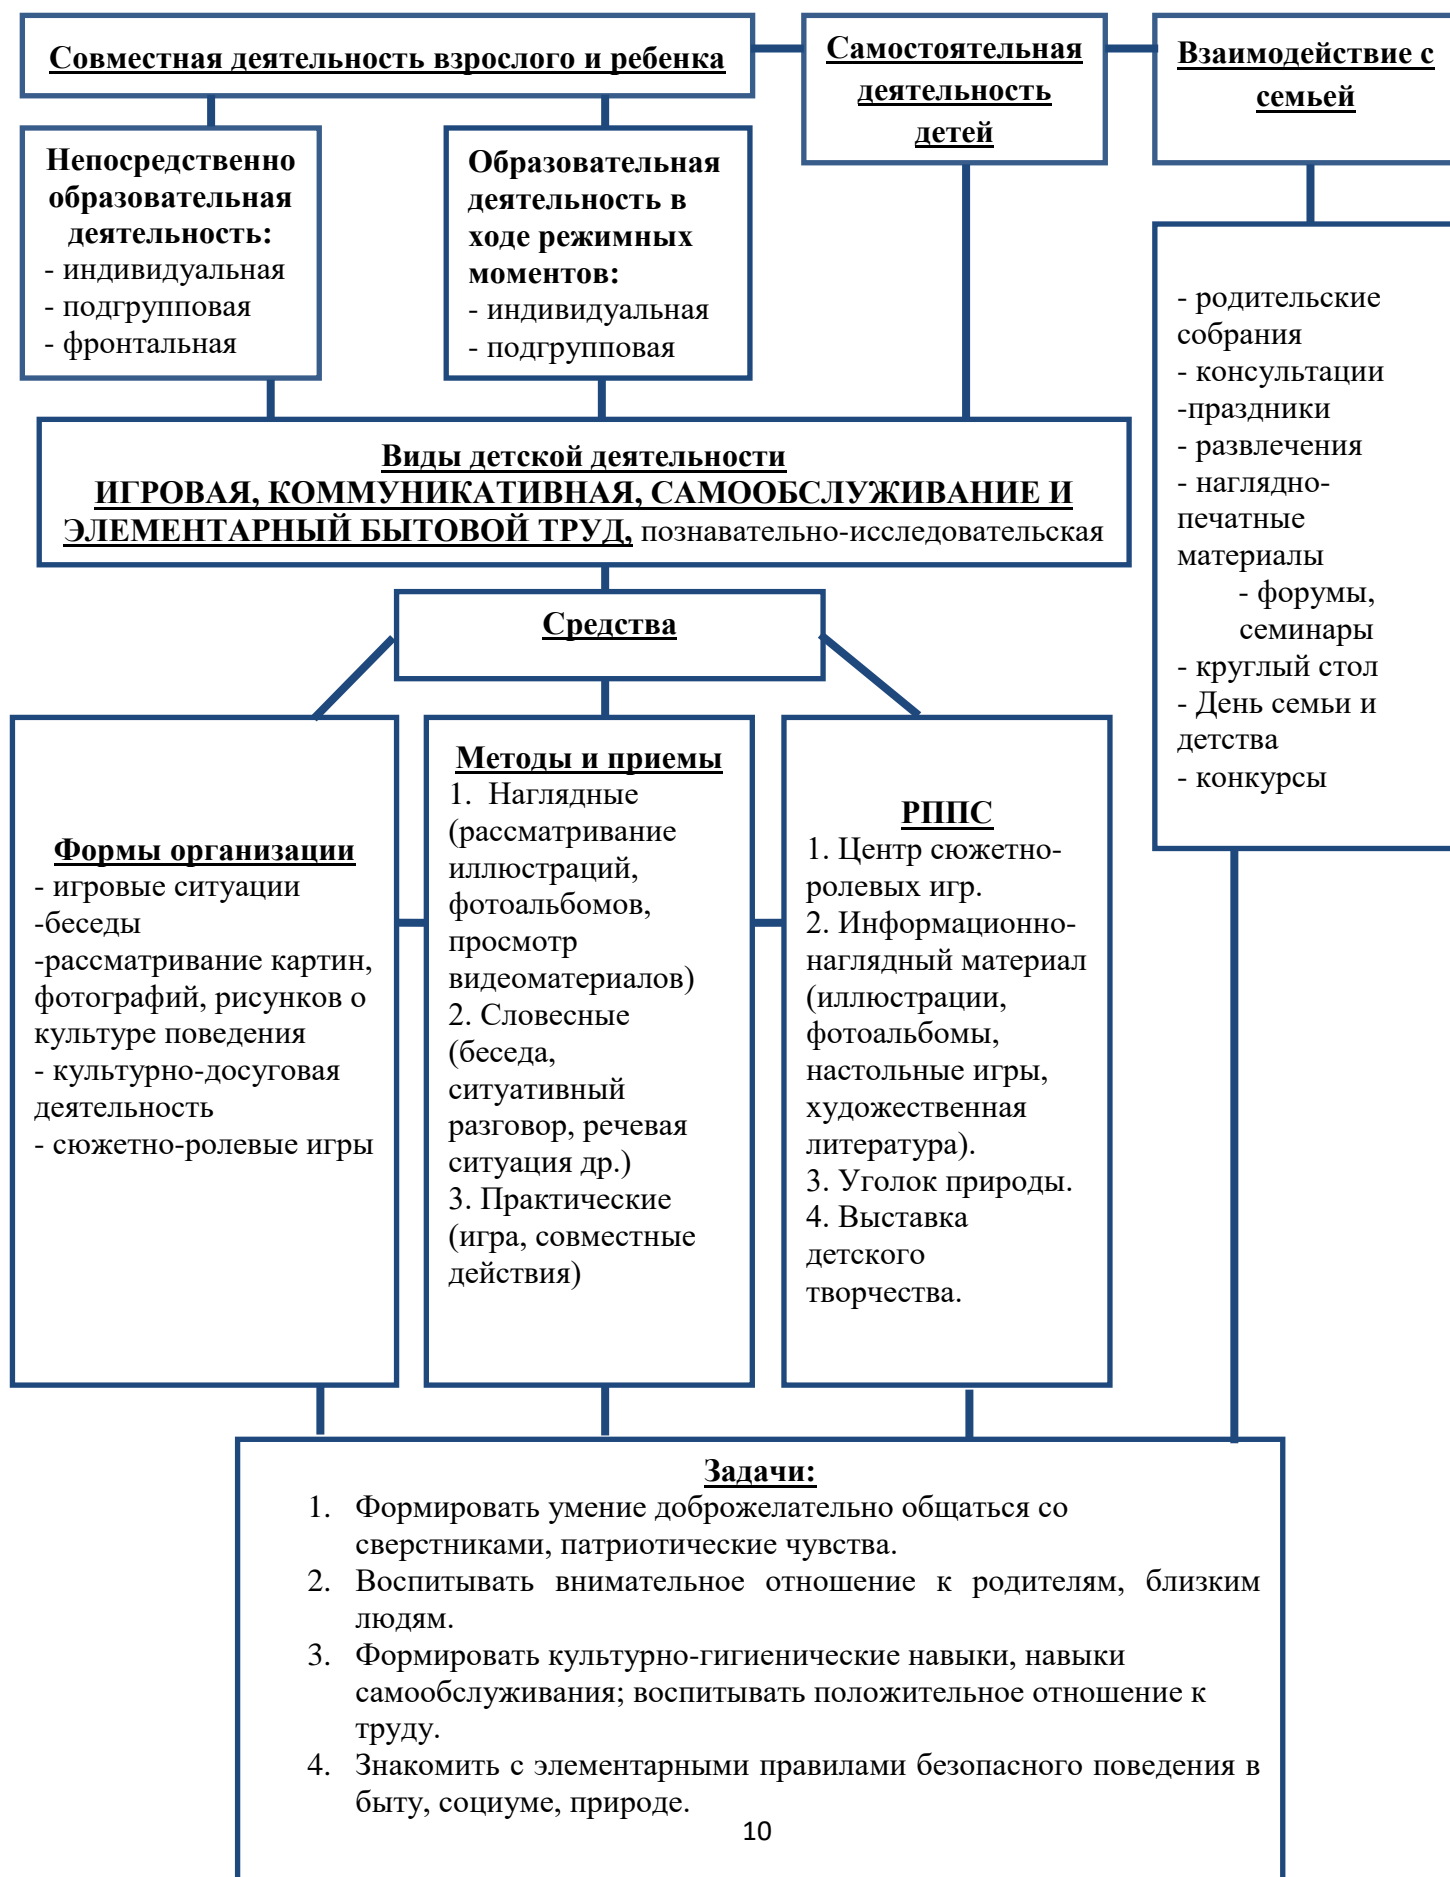 Совместная деятельность взрослого и ребенка
Самостоятельная
деятельность
детей
Взаимодействие с
семьей
Непосредственно
образовательная
деятельность:
- индивидуальная
- подгрупповая
- фронтальная
Образовательная
деятельность в
ходе режимных
моментов:
- индивидуальная
- подгрупповая
- родительские
собрания
- консультации
-праздники
- развлечения
- наглядно-
печатные
материалы
- форумы,
семинары
- круглый стол
- День семьи и
детства
- конкурсы
Виды детской деятельности
ИГРОВАЯ, КОММУНИКАТИВНАЯ, САМООБСЛУЖИВАНИЕ И
ЭЛЕМЕНТАРНЫЙ БЫТОВОЙ ТРУД, познавательно-исследовательская
Средства
Формы организации
- игровые ситуации
-беседы
-рассматривание картин,
фотографий, рисунков о
культуре поведения
- культурно-досуговая
деятельность
- сюжетно-ролевые игры
Методы и приемы
1. Наглядные
(рассматривание
иллюстраций,
фотоальбомов,
просмотр
видеоматериалов)
2. Словесные
(беседа,
ситуативный
разговор, речевая
ситуация др.)
3. Практические
(игра, совместные
действия)
РППС
1. Центр сюжетно-
ролевых игр.
2. Информационно-
наглядный материал
(иллюстрации,
фотоальбомы,
настольные игры,
художественная
литература).
3. Уголок природы.
4. Выставка
детского
творчества.
Задачи:
1. Формировать умение доброжелательно общаться со
сверстниками, патриотические чувства.
2. Воспитывать внимательное отношение к родителям, близким
людям.
3. Формировать культурно-гигиенические навыки, навыки
самообслуживания; воспитывать положительное отношение к
труду.
4. Знакомить с элементарными правилами безопасного поведения в
быту, социуме, природе.
10